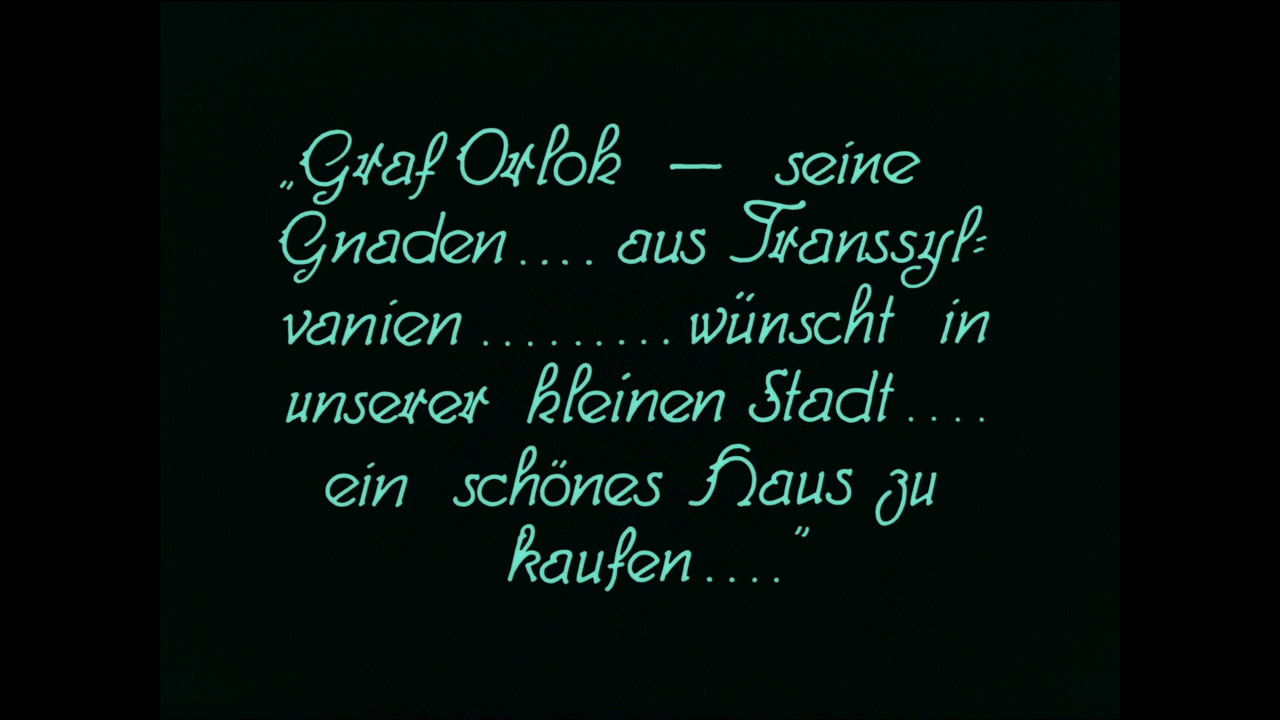 „Graf Orlok — seine
Gnaden.... aus Transsyl=
vanien ......... wünscht in
unserer kleinen Stadt....
ein schönes Haus zu
kaufen...."